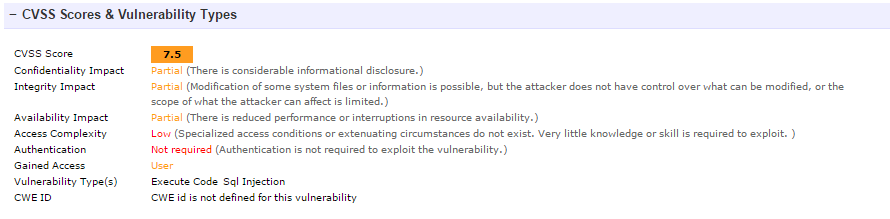 − CVSS Scores & Vulnerability Types
CVSS Score 7.5
Confidentiality Impact Partial (There is considerable informational disclosure.)
Integrity Impact Partial (Modification of some system files or information is possible, but the attacker does not have control over what can be modified, or the
scope of what the attacker can affect is limited.)
Availability Impact Partial (There is reduced performance or interruptions in resource availability.)
Access Complexity Low (Specialized access conditions or extenuating circumstances do not exist. Very little knowledge or skill is required to exploit. )
Authentication Not required (Authentication is not required to exploit the vulnerability.)
Gained Access User
Vulnerability Type(s) Execute Code Sql Injection
CWE ID CWE id is not defined for this vulnerability